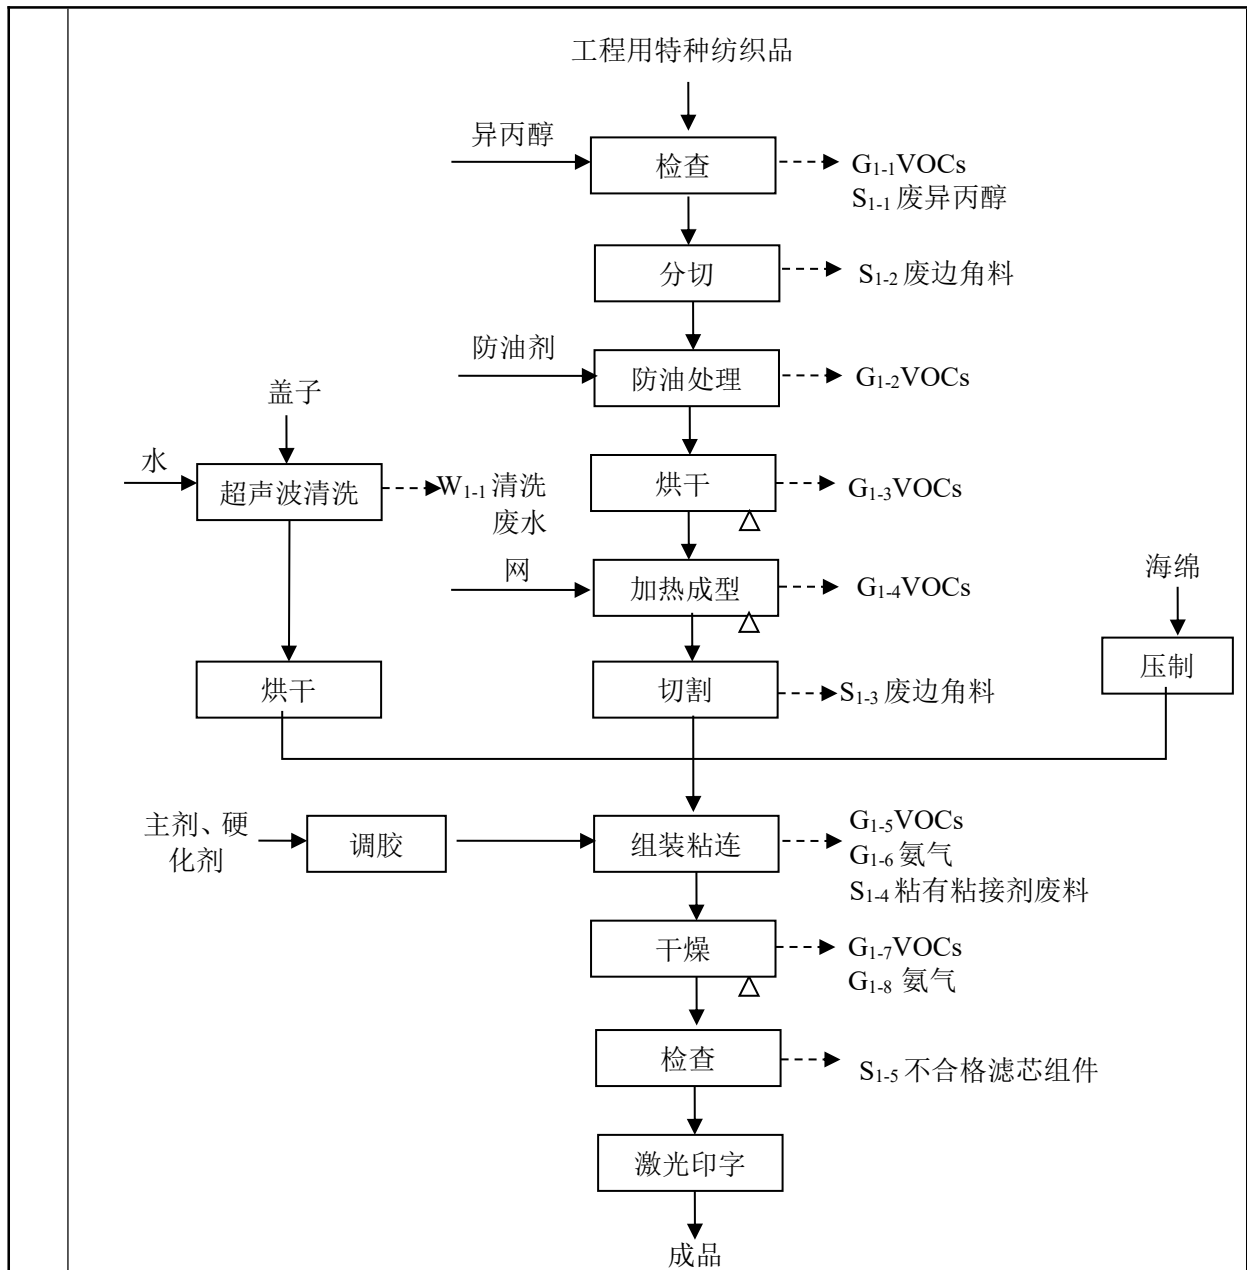 工程用特种纺织品
异丙醇
检查
G1-1VOCs
S1-1 废异丙醇
分切
S1-2 废边角料
防油剂
防油处理
G1-2VOCs
盖子
水
超声波清洗
W1-1 清洗
废水
烘干
G1-3VOCs
网
加热成型
G1-4VOCs
海绵
压制
烘干
切割
S1-3 废边角料
主剂、硬
化剂
调胶
组装粘连
G1-5VOCs
G1-6 氨气
S1-4 粘有粘接剂废料
干燥
G1-7VOCs
G1-8 氨气
检查
S1-5 不合格滤芯组件
激光印字
成品